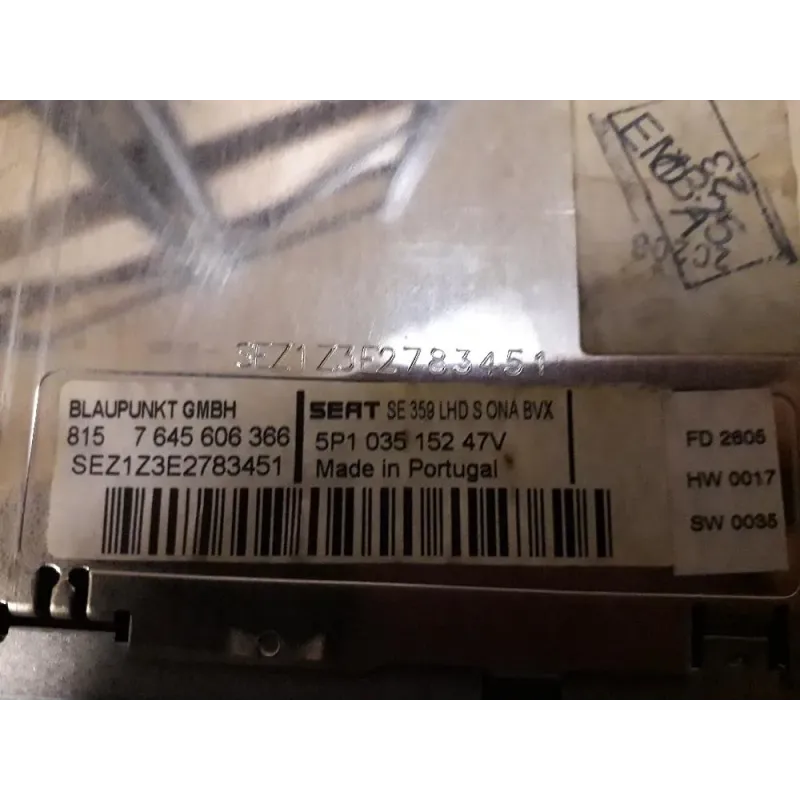 SEZ1Z3E2783451
BLAUPUNKT GMBH
815 7 645 606 366
SEZ1Z3E2783451
SEAT SE 359 LHD S ONA BVX
5P1 035 152 47V
Made in Portugal
FD 2605
HW 0017
SW 0035